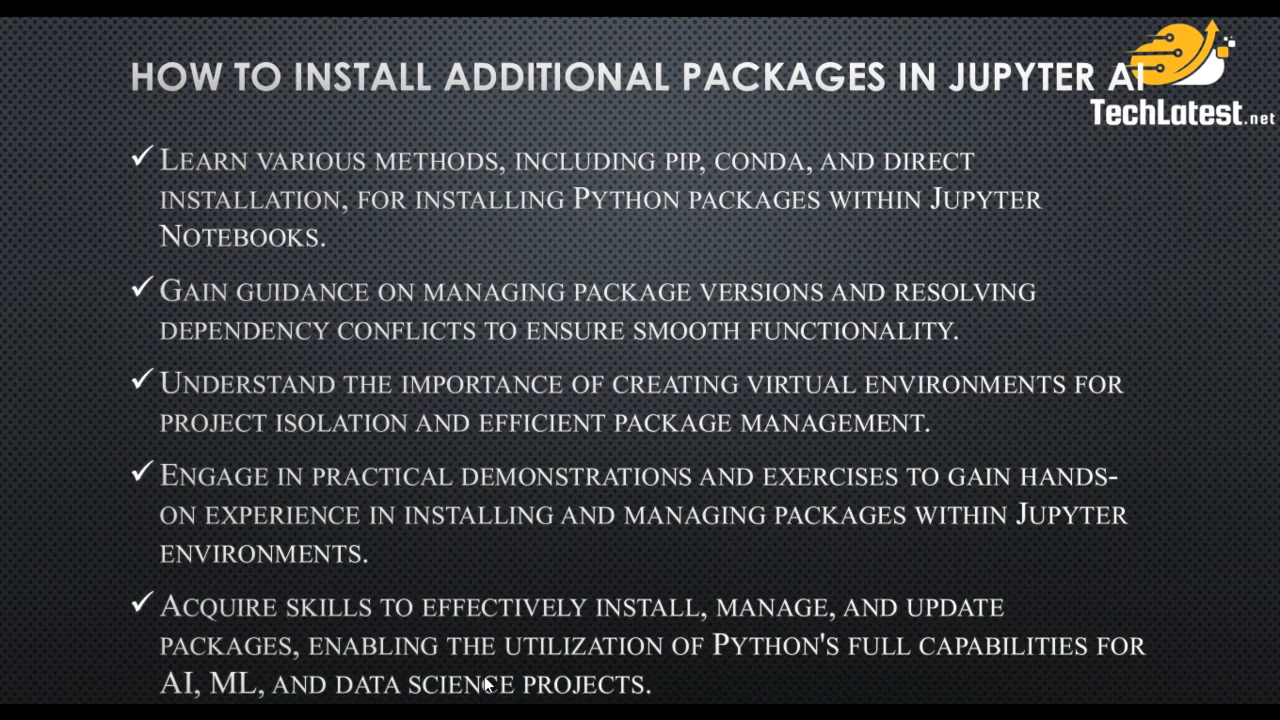 HOW TO INSTALL ADDITIONAL PACKAGES IN JUPYTER AI
TechLatest.net
✓ LEARN VARIOUS METHODS, INCLUDING PIP, CONDA, AND DIRECT
INSTALLATION, FOR INSTALLING PYTHON PACKAGES WITHIN JUPYTER
NOTEBOOKS.
✓ GAIN GUIDANCE ON MANAGING PACKAGE VERSIONS AND RESOLVING
DEPENDENCY CONFLICTS TO ENSURE SMOOTH FUNCTIONALITY.
✓ UNDERSTAND THE IMPORTANCE OF CREATING VIRTUAL ENVIRONMENTS FOR
PROJECT ISOLATION AND EFFICIENT PACKAGE MANAGEMENT.
✓ ENGAGE IN PRACTICAL DEMONSTRATIONS AND EXERCISES TO GAIN HANDS-
ON EXPERIENCE IN INSTALLING AND MANAGING PACKAGES WITHIN JUPYTER
ENVIRONMENTS.
✓ ACQUIRE SKILLS TO EFFECTIVELY INSTALL, MANAGE, AND UPDATE
PACKAGES, ENABLING THE UTILIZATION OF PYTHON'S FULL CAPABILITIES FOR
AI, ML, AND DATA SCIENCE PROJECTS.